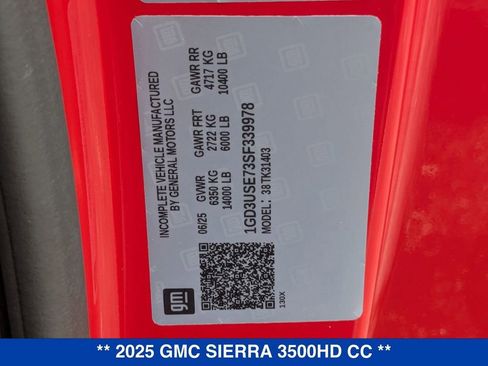 INCOMPLETE VEHICLE MANUFACTURED
BY GENERAL MOTORS LLC
06/25 GVWR GAWR FRT GAWR RR
6350 KG 2722 KG 4717 KG
14000 LB 6000 LB 10400 LB
1GD3USE73SF339978
MODEL: 38 TK31403
gm
130X
** 2025 GMC SIERRA 3500HD CC **